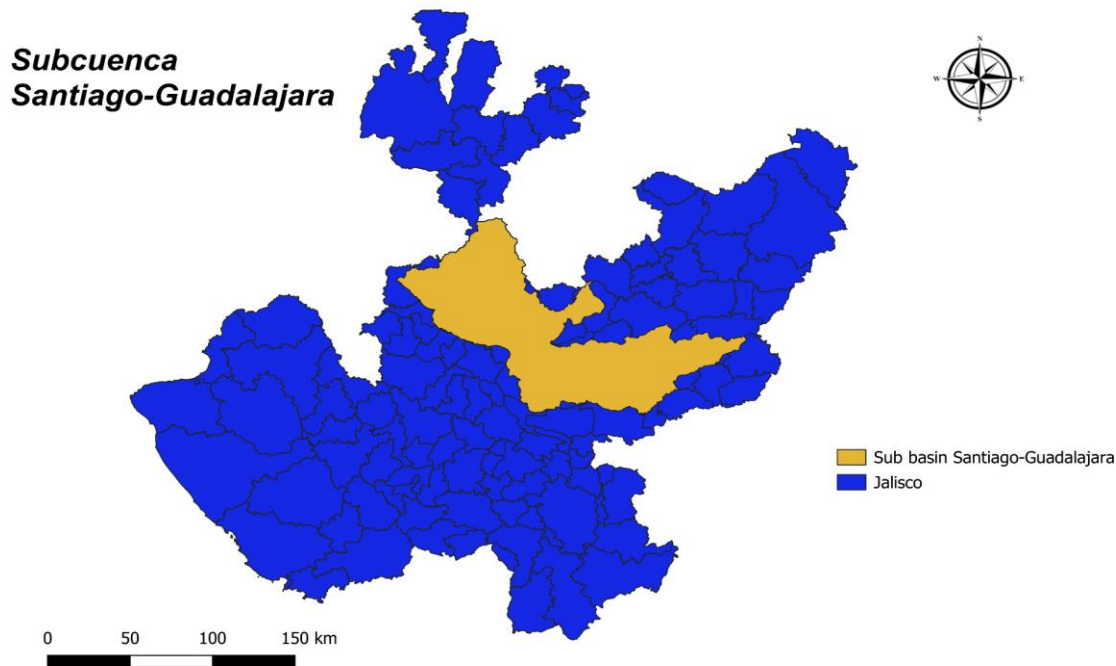 Subcuenca
Santiago-Guadalajara
N
W
E
S
Sub basin Santiago-Guadalajara
Jalisco
0 50 100 150 km